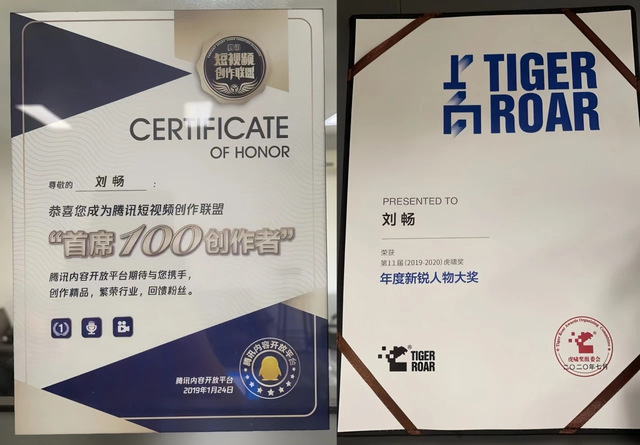 短视频
创作联盟
CERTIFICATE
OF HONOR
尊敬的 刘畅 :
恭喜您成为腾讯短视频创作联盟
“首席100创作者”
腾讯内容开放平台期待与您携手，
创作精品，繁荣行业，回馈粉丝。
1
腾讯内容开放平台
2019年1月24日
腾讯内容开放平台
TIGER
ROAR
PRESENTED TO
刘畅
荣获
第11届(2019-2020)虎啸奖
年度新锐人物大奖
TIGER
ROAR
虎啸奖组委会
二〇二〇年七月